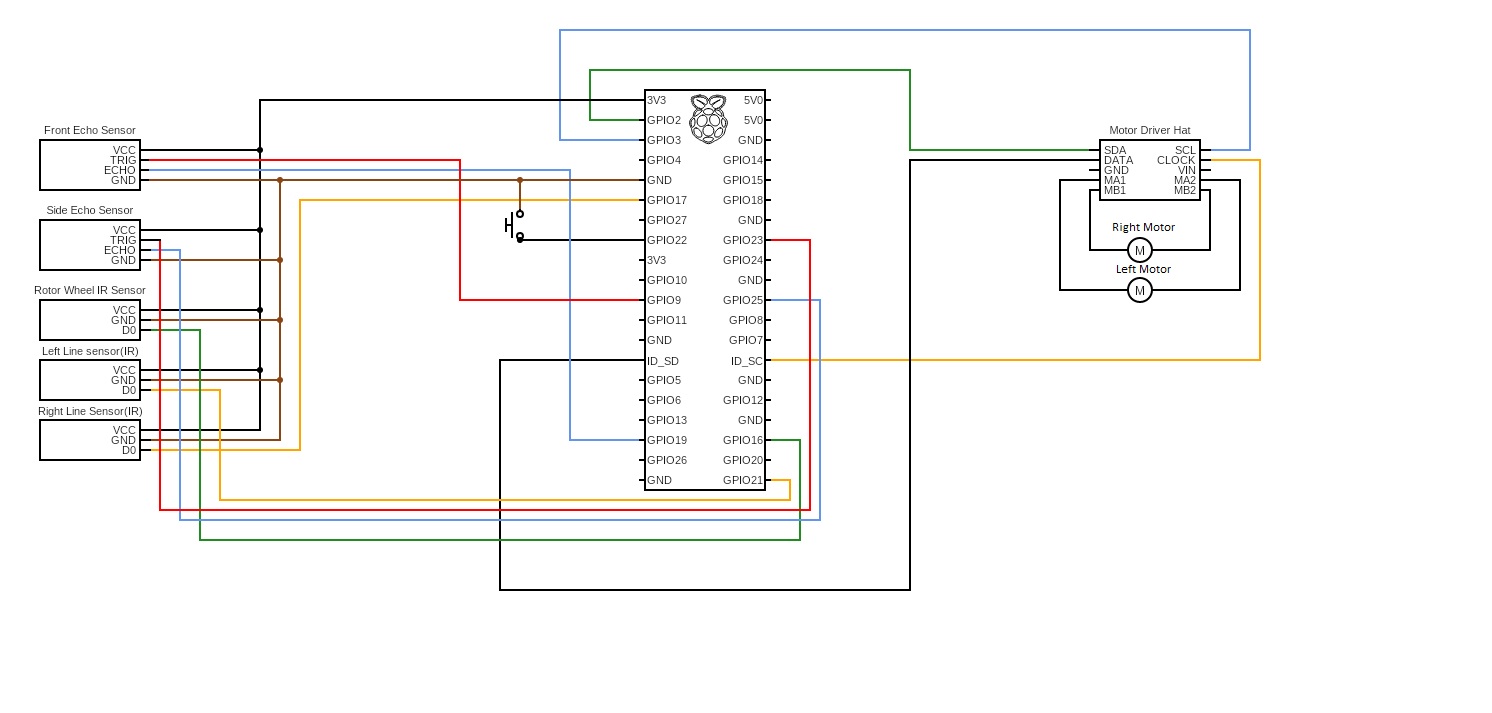 Front Echo Sensor
VCC
TRIG
ECHO
GND
Side Echo Sensor
VCC
TRIG
ECHO
GND
Rotor Wheel IR Sensor
VCC
GND
D0
Left Line sensor(IR)
VCC
GND
D0
Right Line Sensor(IR)
VCC
GND
D0
3V3 5V0
GPIO2 5V0
GPIO3 GND
GPIO4 GPIO14
GND GPIO15
GPIO17 GPIO18
GPIO27 GND
GPIO22 GPIO23
3V3 GPIO24
GPIO10 GND
GPIO9 GPIO25
GPIO11 GPIO8
GND GPIO7
ID_SD ID_SC
GPIO5 GND
GPIO6 GPIO12
GPIO13 GND
GPIO19 GPIO16
GPIO26 GPIO20
GND GPIO21
Motor Driver Hat
SDA SCL
DATA CLOCK
GND VIN
MA1 MA2
MB1 MB2
Right Motor
M
Left Motor
M